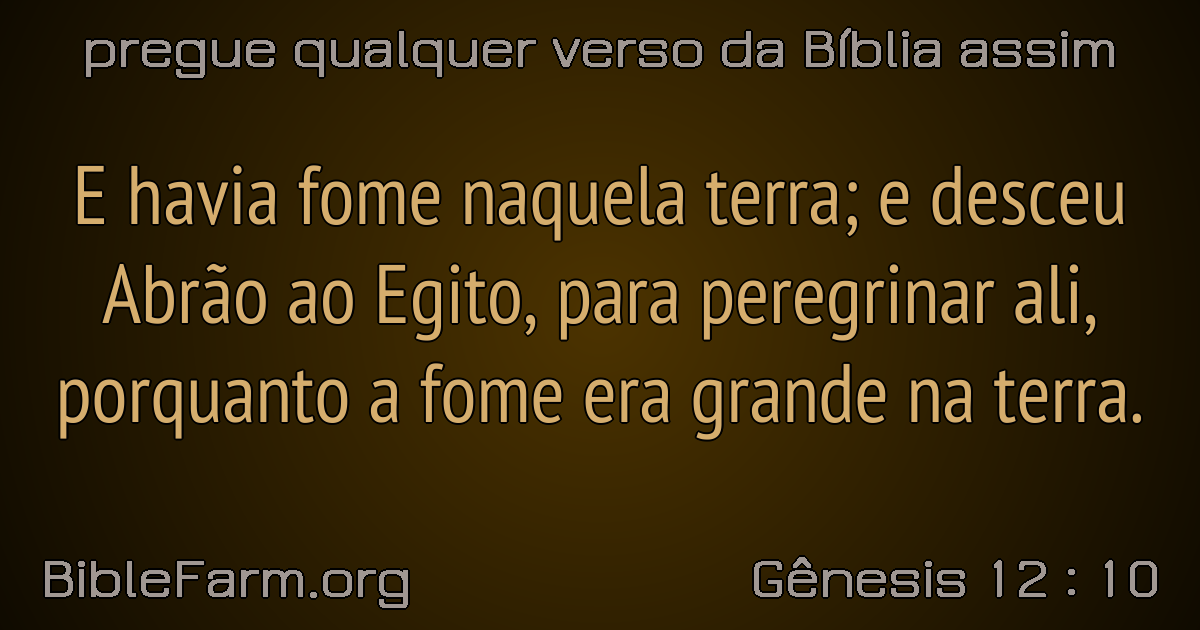 pregue qualquer verso da Bíblia assim
E havia fome naquela terra; e desceu
Abrão ao Egito, para peregrinar ali,
porquanto a fome era grande na terra.
BibleFarm.org
Gênesis 12 : 10